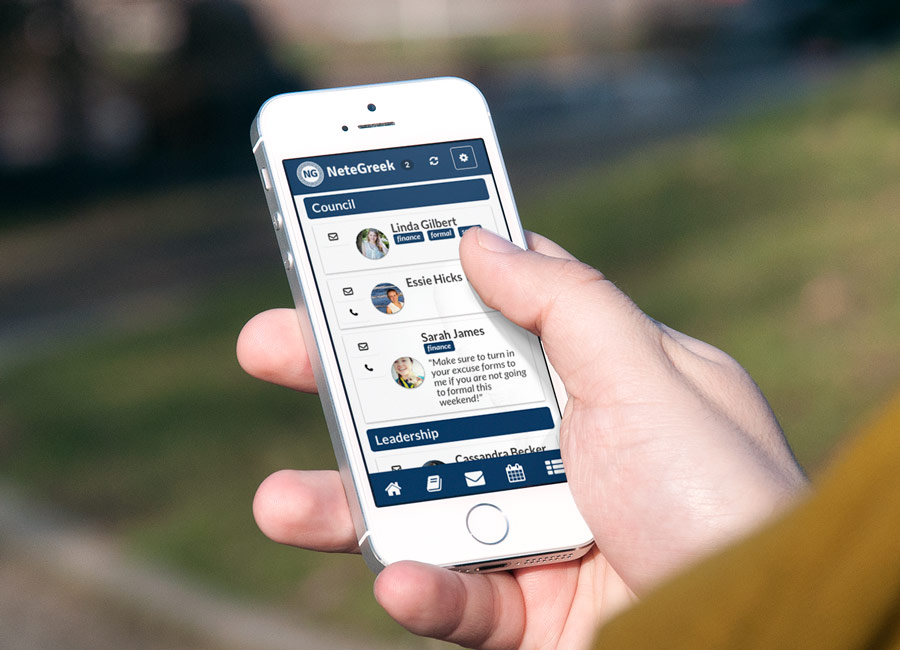 NG NeteGreek 2
Council
Linda Gilbert
finance formal
Essie Hicks
Sarah James
finance
"Make sure to turn in
your excuse forms to
me if you are not going
to formal this
weekend!"
Leadership
Cassandra Becker